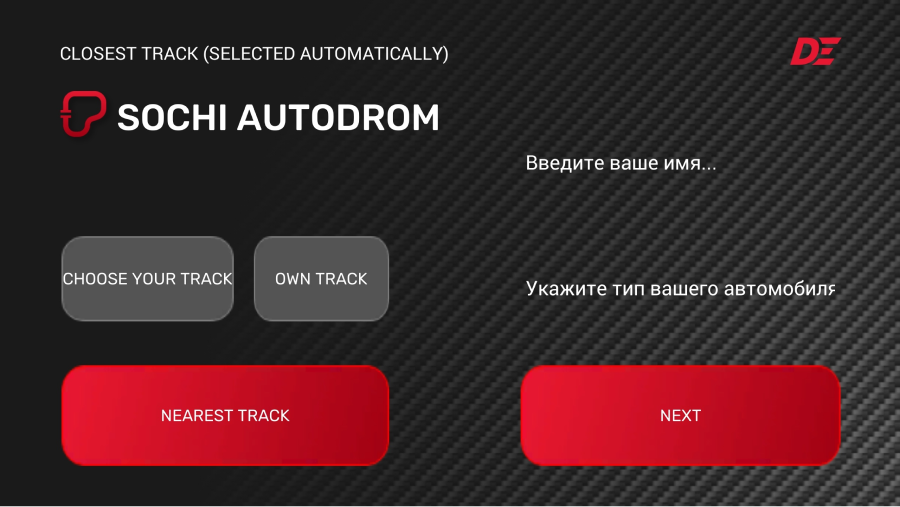 CLOSEST TRACK (SELECTED AUTOMATICALLY)
DE
SOCHI AUTODROM
Введите ваше имя...
CHOOSE YOUR TRACK
OWN TRACK
Укажите тип вашего автомобиля
NEAREST TRACK
NEXT